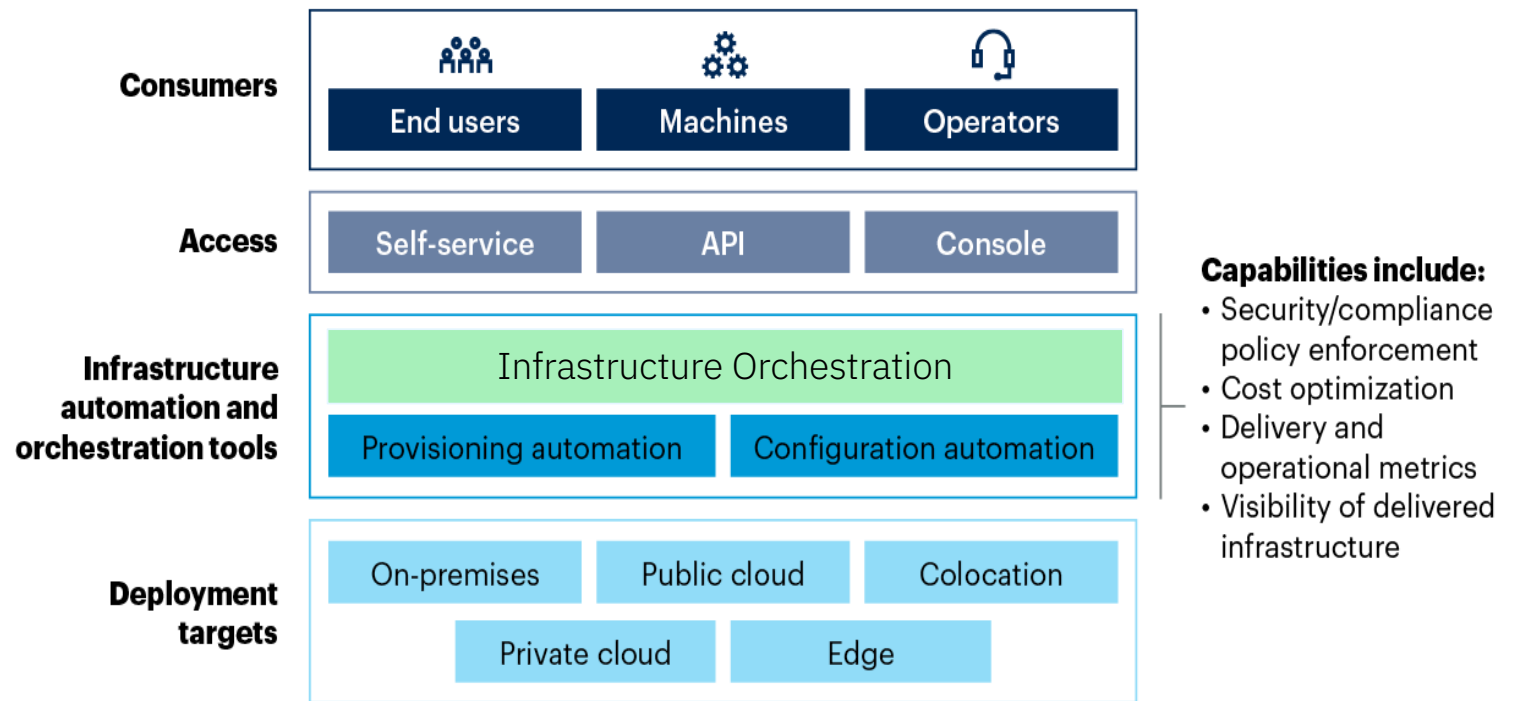 Consumers
End users
Machines
Operators
Access
Self-service
API
Console
Infrastructure
automation and
orchestration tools
Infrastructure Orchestration
Provisioning automation
Configuration automation
Capabilities include:
• Security/compliance
policy enforcement
• Cost optimization
• Delivery and
operational metrics
• Visibility of delivered
infrastructure
Deployment
targets
On-premises
Public cloud
Colocation
Private cloud
Edge